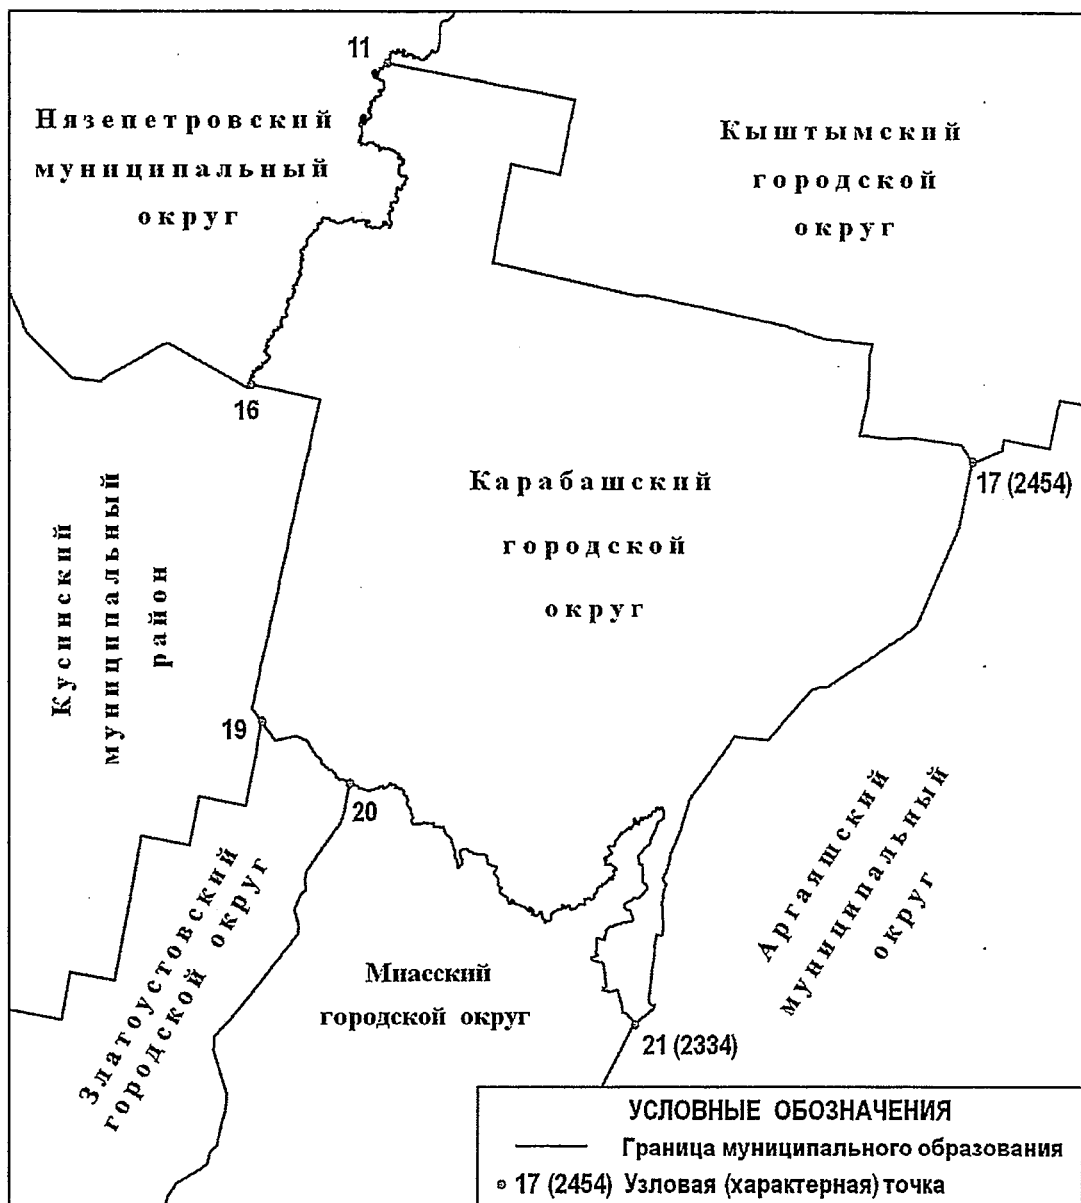 11
Нязепетровский
муниципальный
округ
Кыштымский
городской
округ
16
17 (2454)
Карабашский
городской
округ
Кусинский
муниципальный
район
19
20
Златоустовский
городской округ
Миасский
городской округ
Аргаяшский
муниципальный
округ
21 (2334)
УСЛОВНЫЕ ОБОЗНАЧЕНИЯ
Граница муниципального образования
17 (2454) Узловая (характерная) точка